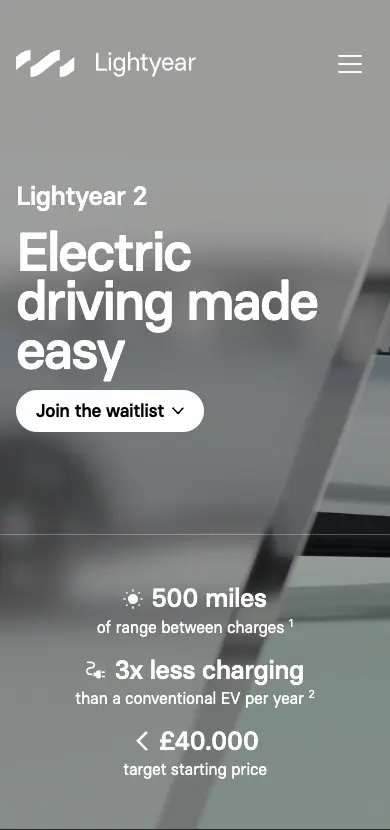 Lightyear
Lightyear 2
Electric
driving made
easy
Join the waitlist
500 miles
of range between charges ¹
3x less charging
than a conventional EV per year ²
< £40.000
target starting price